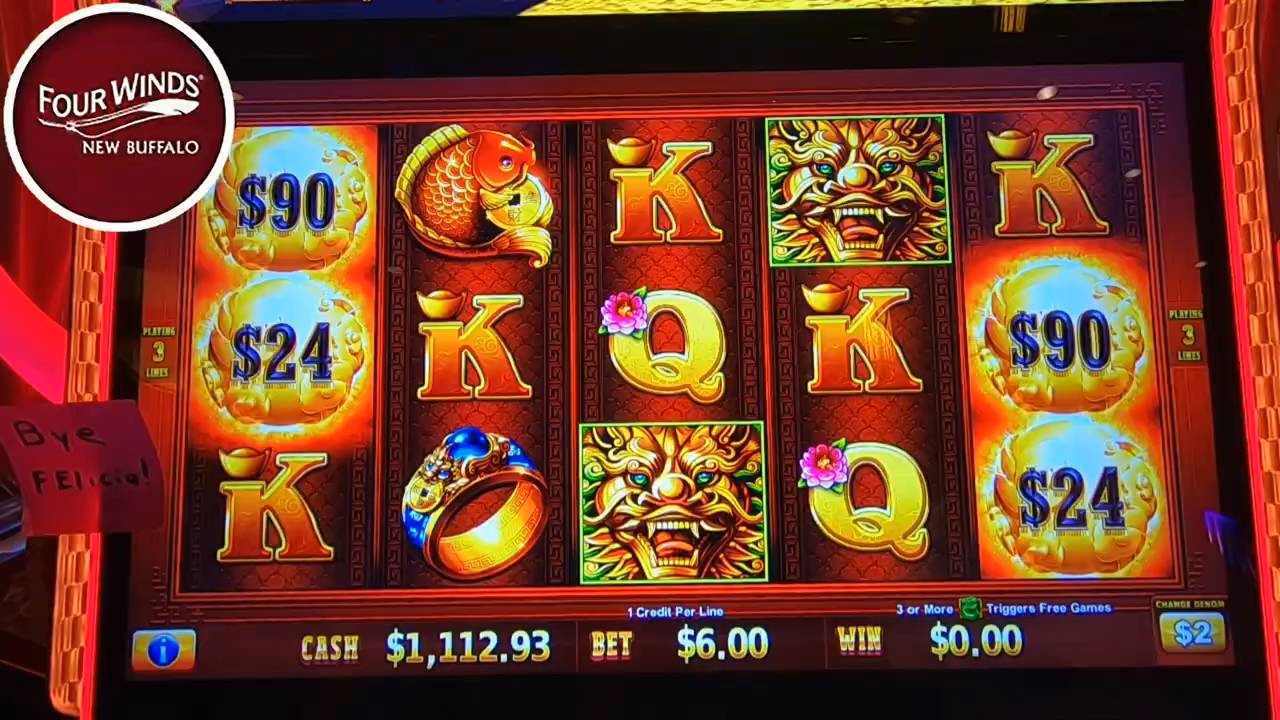 FOUR WINDS®
NEW BUFFALO
$90
K
K
$24
K
Q
K
$90
K
Q
$24
PLAYING
3
LINES
PLAYING
3
LINES
Bye
FElicia!
1 Credit Per Line
3 or More Triggers Free Games
CASH $1,112.93 BET $6.00 WIN $0.00
CHANGE DENOM
$2